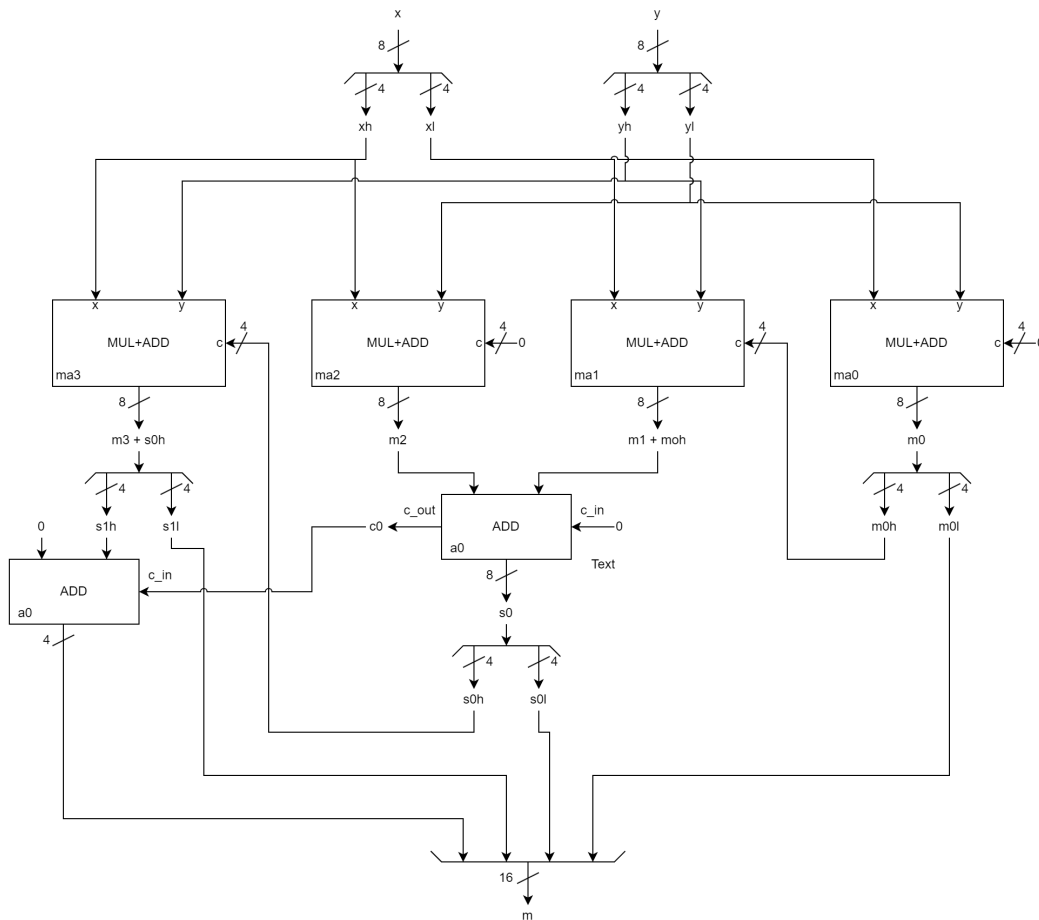 x y
8 8
4 4 4 4
xh xl yh yl
x y x y x y x y
4 4 4 4
MUL+ADD c MUL+ADD c 0 MUL+ADD c MUL+ADD c 0
ma3 ma2 ma1 ma0
8 8 8 8
m3 + s0h m2 m1 + moh m0
4 4 4 4
c_out c_in
0 s1h s1l c0 ADD 0 m0h m0l
a0
Text
c_in
ADD 8
a0 s0
4
4 4
s0h s0l
16
m